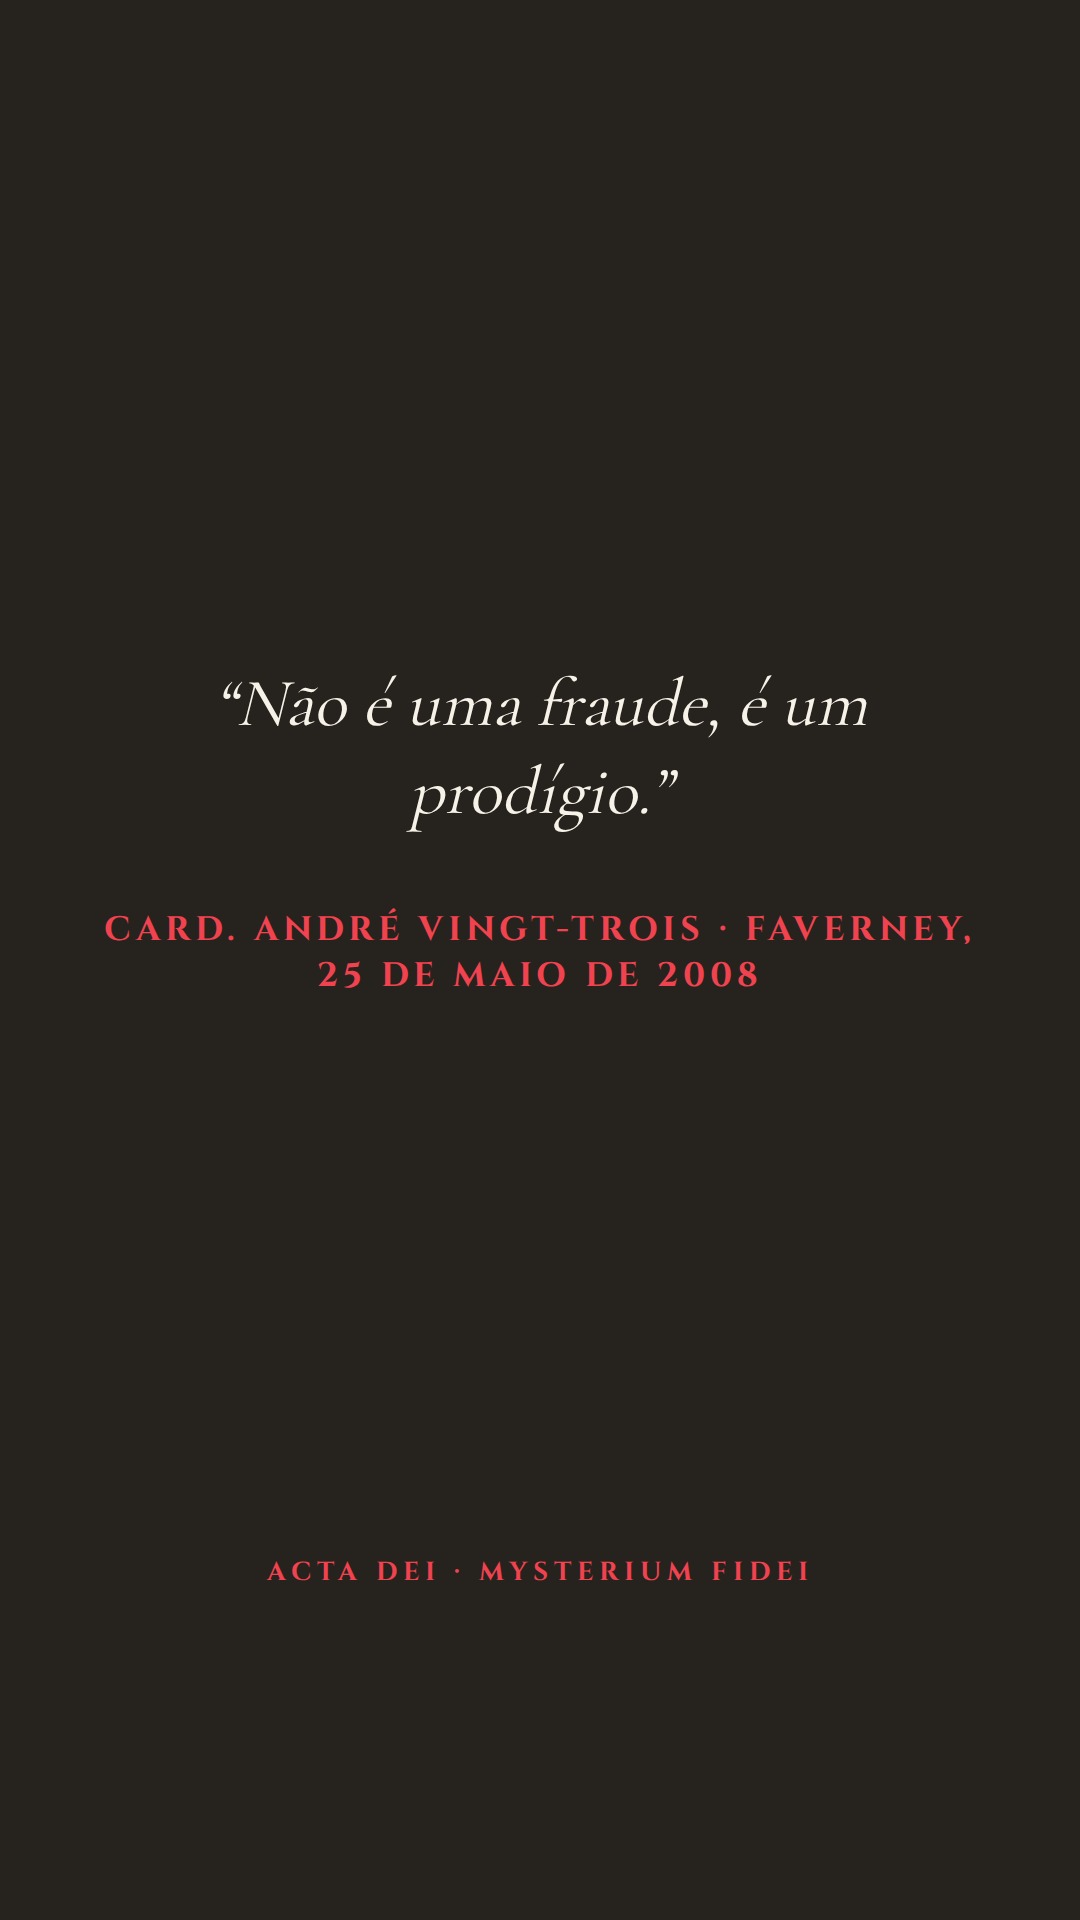 “Não é uma fraude, é um
prodígio.”
CARD. ANDRÉ VINGT-TROIS · FAVERNEY,
25 DE MAIO DE 2008
ACTA DEI · MYSTERIUM FIDEI